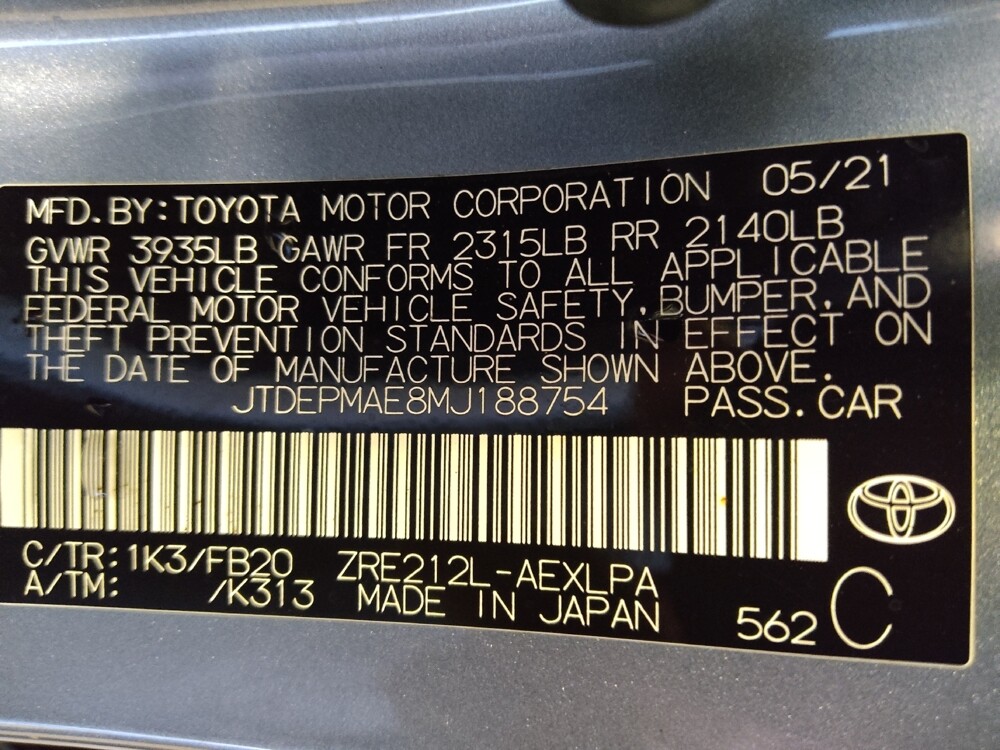 MFD.BY:TOYOTA MOTOR CORPORATION 05/21
GVWR 3935LB GAWR FR 2315LB RR 2140LB
THIS VEHICLE CONFORMS TO ALL APPLICABLE
FEDERAL MOTOR VEHICLE SAFETY,BUMPER,AND
THEFT PREVENTION STANDARDS IN EFFECT ON
THE DATE OF MANUFACTURE SHOWN ABOVE.
JTDEPMAE8MJ188754 PASS.CAR
C/TR:1K3/FB20 ZRE212L-AEXLPA
A/TM: /K313 MADE IN JAPAN 562 C